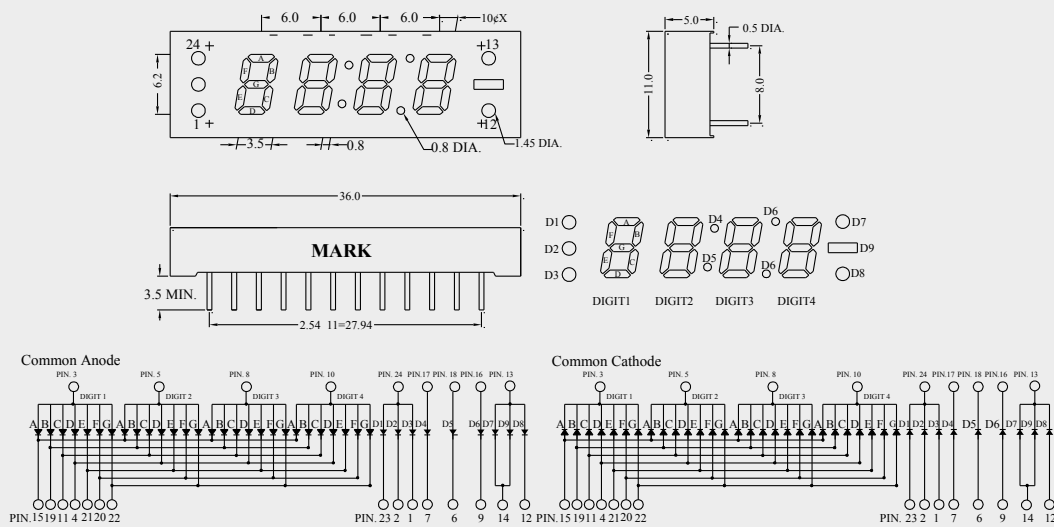 6.0 6.0 6.0 10¢X
24 + +13
6.2
A
F B
G
E C
D
1 + +12
3.5 0.8 0.8 DIA. 1.45 DIA.
5.0
0.5 DIA.
11.0 8.0
36.0
MARK
3.5 MIN.
2.54 11=27.94
D1 D4 D6 D7
A
F B
D2 G D9
E C
D3 D D5 D6 D8
DIGIT1 DIGIT2 DIGIT3 DIGIT4
Common Anode
PIN. 3 PIN. 5 PIN. 8 PIN. 10 PIN. 24 PIN.17 PIN. 18 PIN.16 PIN. 13
DIGIT 1 DIGIT 2 DIGIT 3 DIGIT 4
A B C D E F G A B C D E F G A B C D E F G A B C D E F G D1 D2 D3 D4 D5 D6 D7 D9 D8
PIN. 15 19 11 4 21 20 22 PIN. 23 2 1 7 6 9 14 12
Common Cathode
PIN. 3 PIN. 5 PIN. 8 PIN. 10 PIN. 24 PIN.17 PIN. 18 PIN.16 PIN. 13
DIGIT 1 DIGIT 2 DIGIT 3 DIGIT 4
A B C D E F G A B C D E F G A B C D E F G A B C D E F G D1 D2 D3 D4 D5 D6 D7 D9 D8
PIN. 15 19 11 4 21 20 22 PIN. 23 2 1 7 6 9 14 12